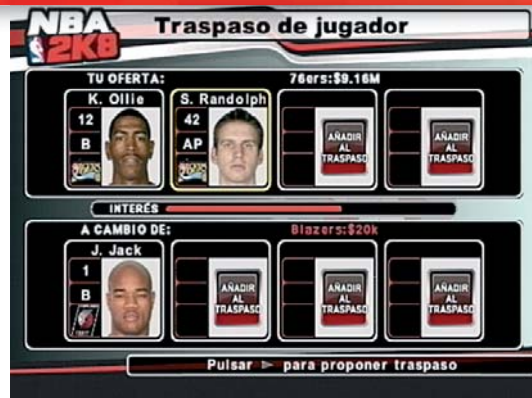 NBA
2K8
Traspaso de jugador
TU OFERTA: 76ers:$9.16M
K. Ollie S. Randolph
12 42
B AP
AÑADIR AL TRASPASO
AÑADIR AL TRASPASO
INTERÉS
A CAMBIO DE: Blazers:$20k
J. Jack
1
B
AÑADIR AL TRASPASO
AÑADIR AL TRASPASO
AÑADIR AL TRASPASO
Pulsar para proponer traspaso